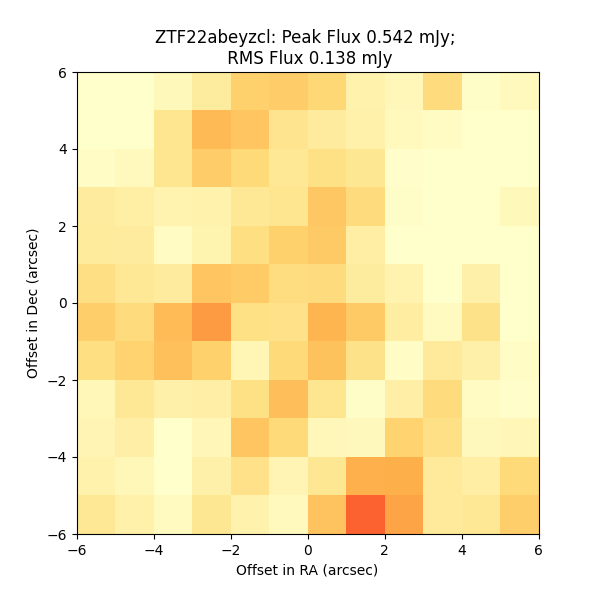 ZTF22abeyzcl: Peak Flux 0.542 mJy;
RMS Flux 0.138 mJy
6
4
2
0
−2
−4
−6
Offset in Dec (arcsec)
−6 −4 −2 0 2 4 6
Offset in RA (arcsec)